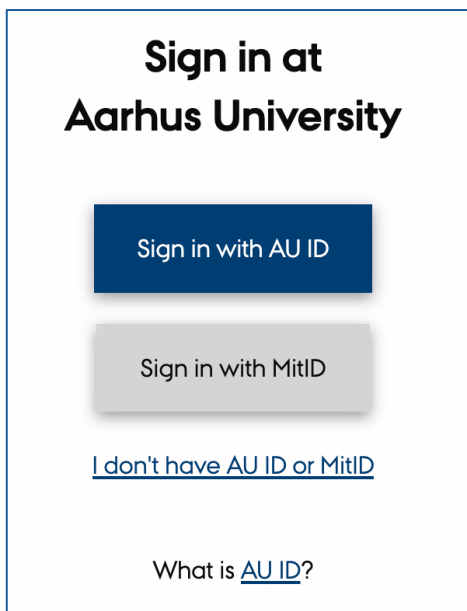 Sign in at
Aarhus University
Sign in with AU ID
Sign in with MitID
I don't have AU ID or MitID
What is AU ID?